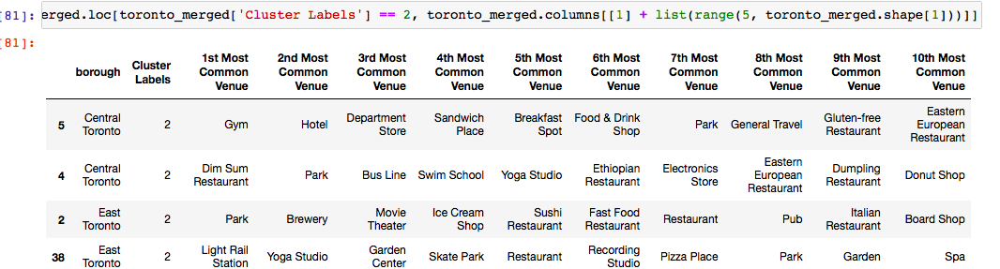 [81]: erged.loc[toronto_merged['Cluster Labels'] == 2, toronto_merged.columns[[1] + list(range(5, toronto_merged.shape[1]))]]
[81]:
borough Cluster Labels 1st Most Common Venue 2nd Most Common Venue 3rd Most Common Venue 4th Most Common Venue 5th Most Common Venue 6th Most Common Venue 7th Most Common Venue 8th Most Common Venue 9th Most Common Venue 10th Most Common Venue
5 Central Toronto 2 Gym Hotel Department Store Sandwich Place Breakfast Spot Food & Drink Shop Park General Travel Gluten-free Restaurant Eastern European Restaurant
4 Central Toronto 2 Dim Sum Restaurant Park Bus Line Swim School Yoga Studio Ethiopian Restaurant Electronics Store Eastern European Restaurant Dumpling Restaurant Donut Shop
2 East Toronto 2 Park Brewery Movie Theater Ice Cream Shop Sushi Restaurant Fast Food Restaurant Restaurant Pub Italian Restaurant Board Shop
38 East Toronto 2 Light Rail Station Yoga Studio Garden Center Skate Park Restaurant Recording Studio Pizza Place Park Garden Spa